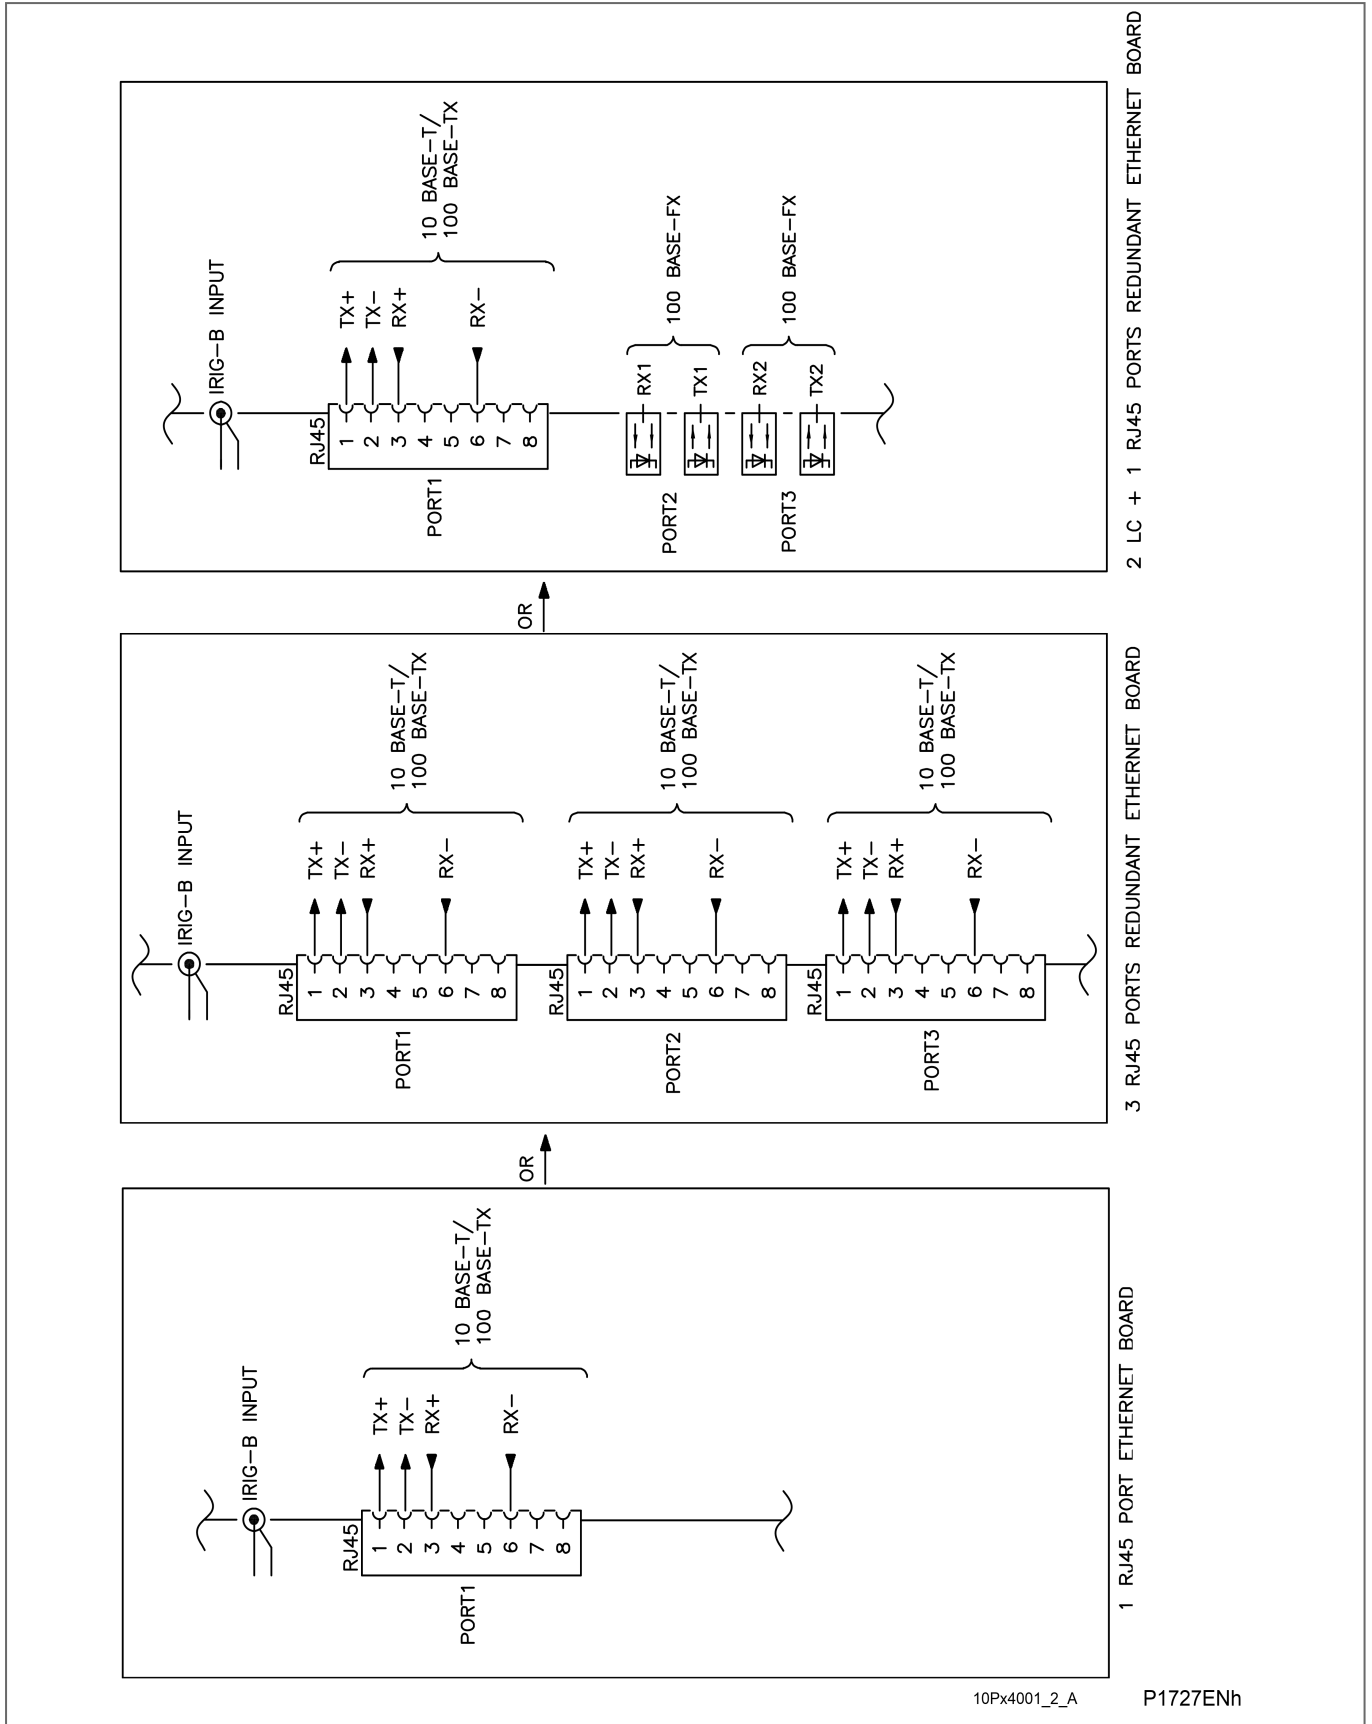 IRIG-B INPUT
RJ45
1
TX+
2
TX-
3
RX+
4
5
6
RX-
7
8
PORT1
10 BASE-T/
100 BASE-TX
1 RJ45 PORT ETHERNET BOARD
OR
IRIG-B INPUT
RJ45
1
TX+
2
TX-
3
RX+
4
5
6
RX-
7
8
PORT1
10 BASE-T/
100 BASE-TX
RJ45
1
TX+
2
TX-
3
RX+
4
5
6
RX-
7
8
PORT2
10 BASE-T/
100 BASE-TX
RJ45
1
TX+
2
TX-
3
RX+
4
5
6
RX-
7
8
PORT3
10 BASE-T/
100 BASE-TX
3 RJ45 PORTS REDUNDANT ETHERNET BOARD
OR
IRIG-B INPUT
RJ45
1
TX+
2
TX-
3
RX+
4
5
6
RX-
7
8
PORT1
10 BASE-T/
100 BASE-TX
RX1
TX1
PORT2
100 BASE-FX
RX2
TX2
PORT3
100 BASE-FX
2 LC + 1 RJ45 PORTS REDUNDANT ETHERNET BOARD
10Px4001_2_A
P1727ENh